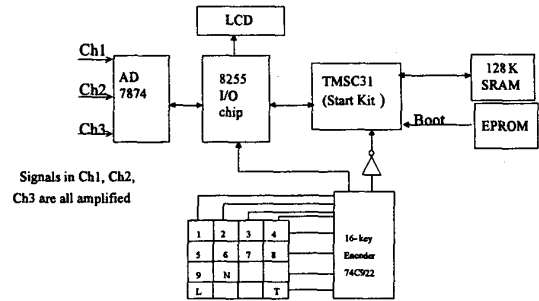 LCD
Ch1
Ch2
Ch3
AD
7874
8255
I/O
chip
TMSC31
(Start Kit )
128 K
SRAM
Boot
EPROM
Signals in Ch1, Ch2,
Ch3 are all amplified
1 2 3 4
5 6 7 8
9 N
L T
16-key
Encoder
74C922